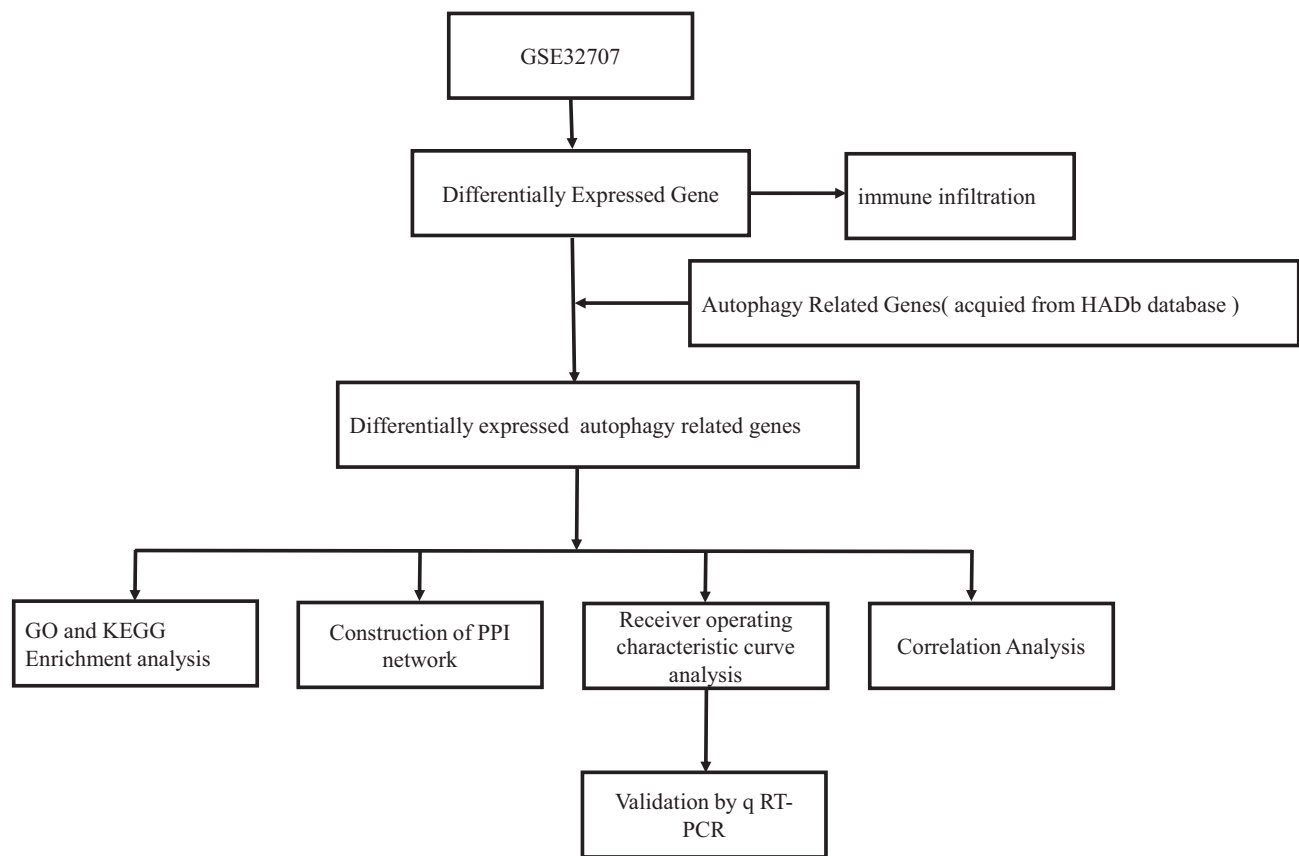 GSE32707
Differentially Expressed Gene
immune infiltration
Autophagy Related Genes( acquied from HADb database )
Differentially expressed autophagy related genes
GO and KEGG
Enrichment analysis
Construction of PPI
network
Receiver operating
characteristic curve
analysis
Correlation Analysis
Validation by q RT-
PCR